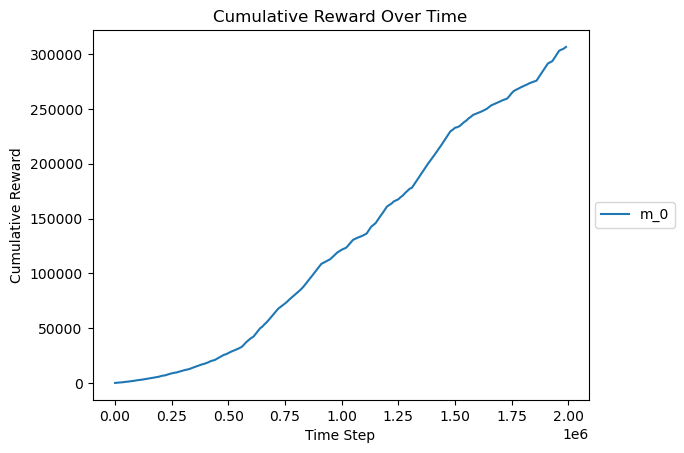 Cumulative Reward Over Time
Cumulative Reward
300000
250000
200000
150000
100000
50000
0
0.00 0.25 0.50 0.75 1.00 1.25 1.50 1.75 2.00
1e6
Time Step
m_0